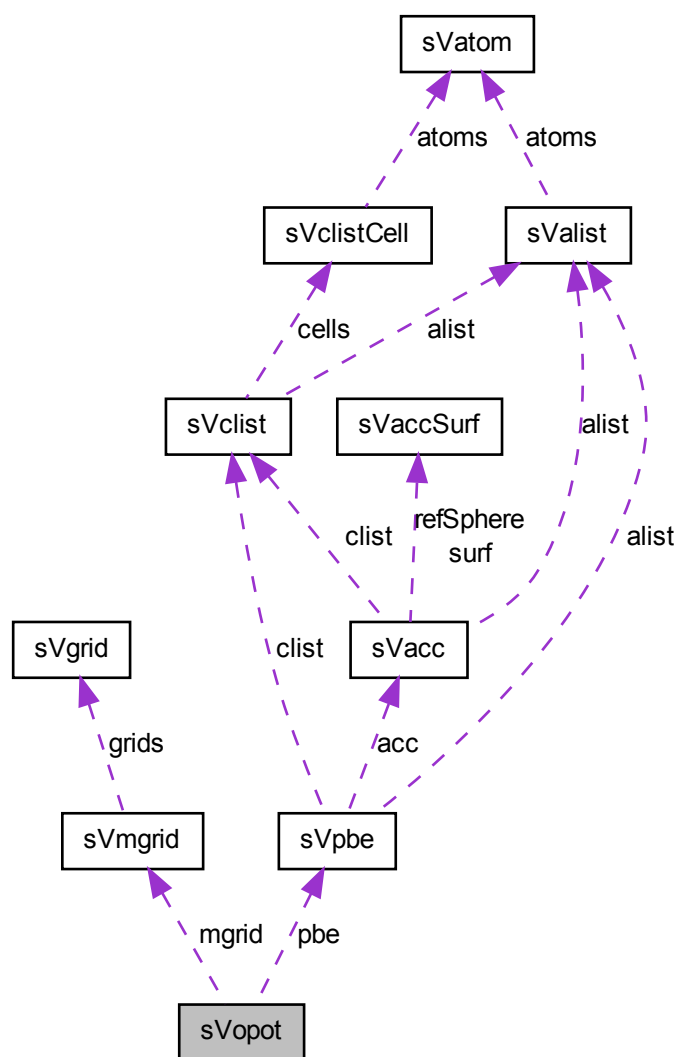 sVatom
atoms
atoms
sVclistCell
sValist
cells
alist
sVclist
sVaccSurf
alist
refSphere
surf
clist
alist
sVgrid
sVacc
clist
grids
acc
sVmgrid
sVpbe
mgrid
pbe
sVopot